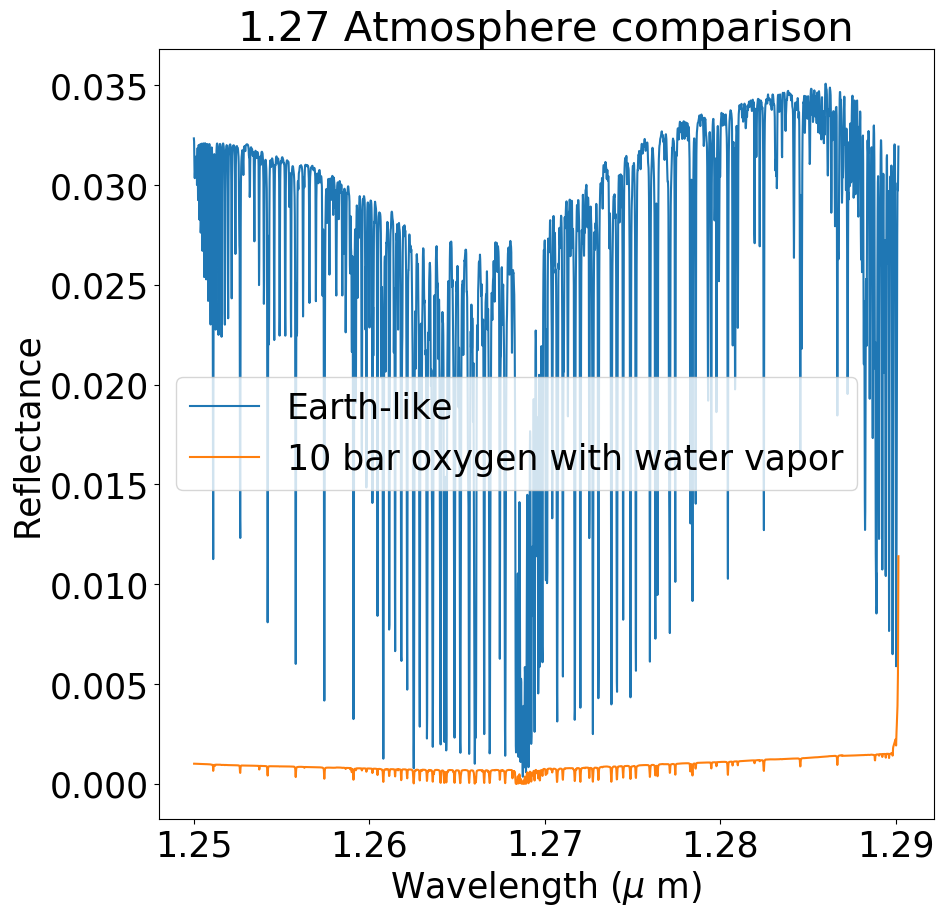 1.27 Atmosphere comparison
0.035
0.030
0.025
0.020
0.015
0.010
0.005
0.000
Reflectance
Earth-like
10 bar oxygen with water vapor
1.25 1.26 1.27 1.28 1.29
Wavelength (μ m)